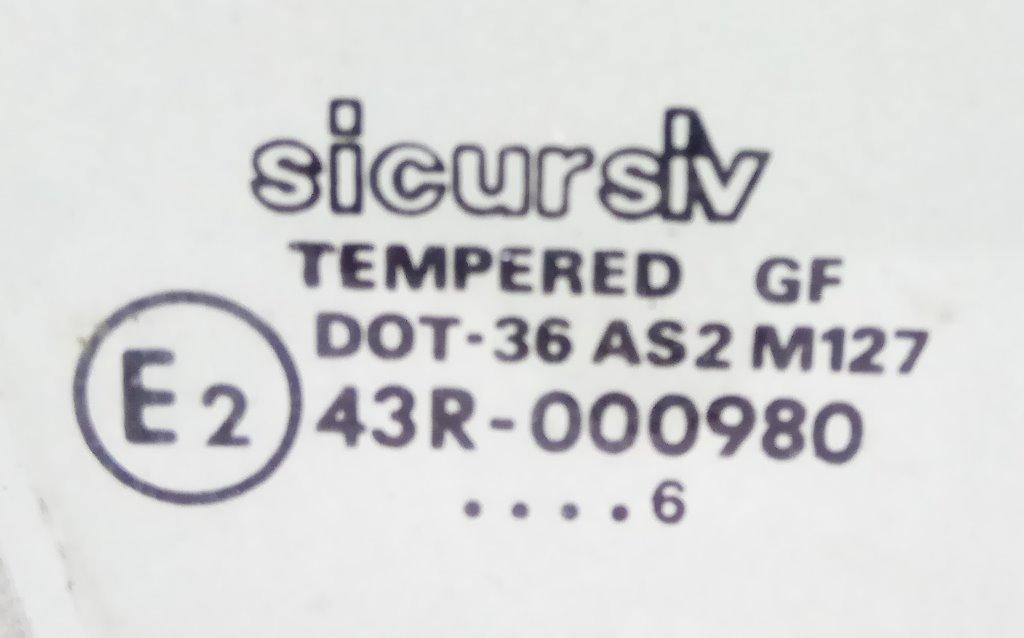 sicursiv
TEMPERED GF
DOT-36 AS2 M127
E2 43R-000980
....6